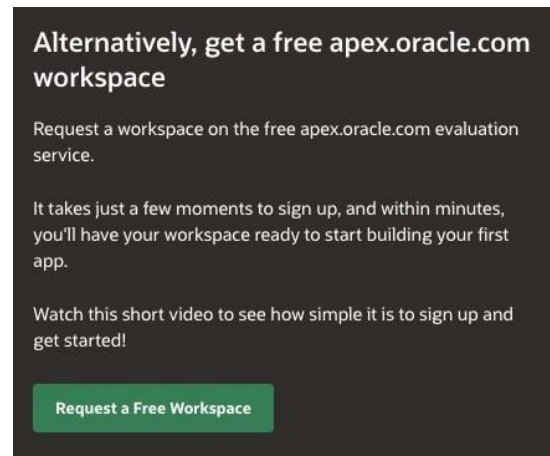 Alternatively, get a free apex.oracle.com
workspace
Request a workspace on the free apex.oracle.com evaluation
service.
It takes just a few moments to sign up, and within minutes,
you'll have your workspace ready to start building your first
app.
Watch this short video to see how simple it is to sign up and
get started!
Request a Free Workspace